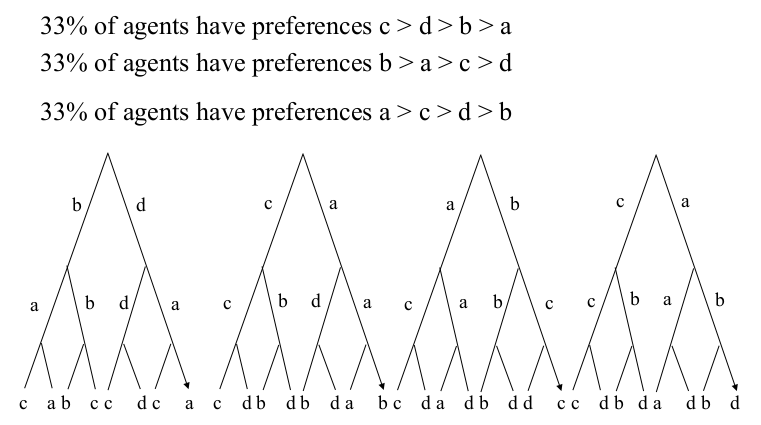 33% of agents have preferences c > d > b > a
33% of agents have preferences b > a > c > d
33% of agents have preferences a > c > d > b
b d c a a b c a
a b d a c b d a c a b c c b a b
c a b c c d c a c d b d b d a b c d a d b d d c c d b d a d b d